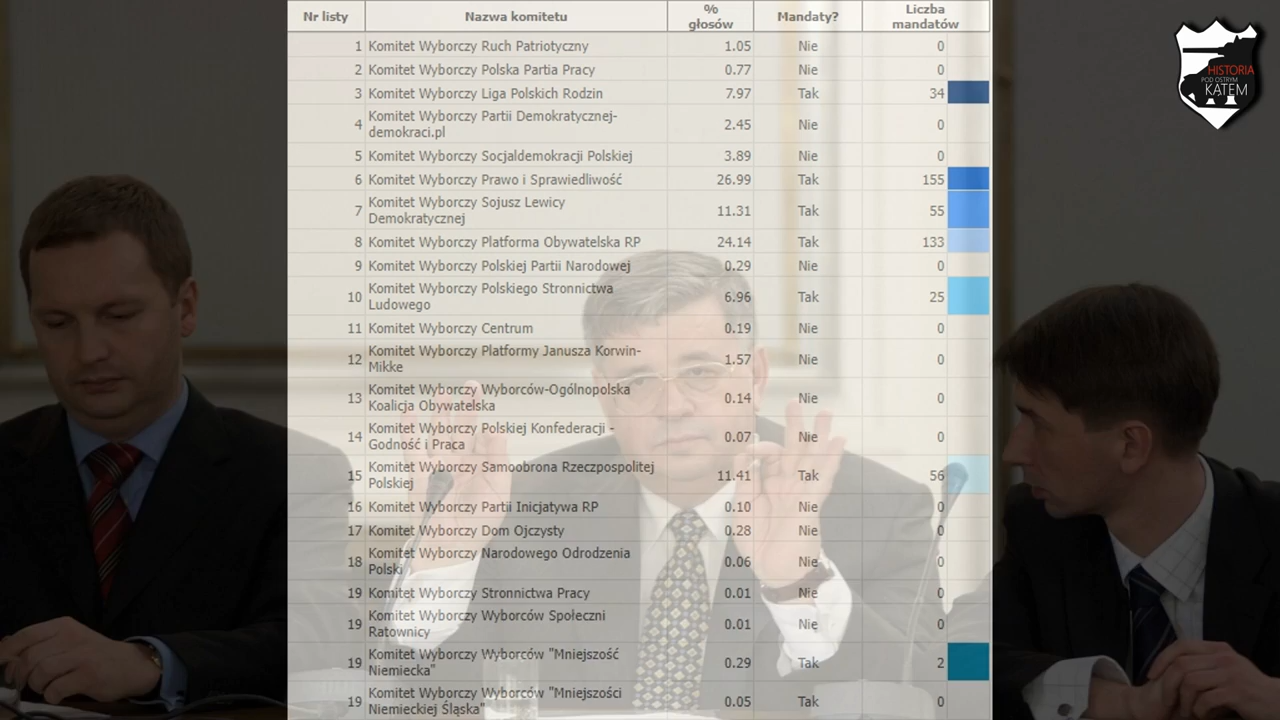 Nr listy Nazwa komitetu % głosów Mandaty? Liczba mandatów
1 Komitet Wyborczy Ruch Patriotyczny 1.05 Nie 0
2 Komitet Wyborczy Polska Partia Pracy 0.77 Nie 0
3 Komitet Wyborczy Liga Polskich Rodzin 7.97 Tak 34
4 Komitet Wyborczy Partii Demokratycznej-
demokraci.pl 2.45 Nie 0
5 Komitet Wyborczy Socjaldemokracji Polskiej 3.89 Nie 0
6 Komitet Wyborczy Prawo i Sprawiedliwość 26.99 Tak 155
7 Komitet Wyborczy Sojusz Lewicy
Demokratycznej 11.31 Tak 55
8 Komitet Wyborczy Platforma Obywatelska RP 24.14 Tak 133
9 Komitet Wyborczy Polskiej Partii Narodowej 0.29 Nie 0
10 Komitet Wyborczy Polskiego Stronnictwa
Ludowego 6.96 Tak 25
11 Komitet Wyborczy Centrum 0.19 Nie 0
12 Komitet Wyborczy Platformy Janusza Korwin-
Mikke 1.57 Nie 0
13 Komitet Wyborczy Wyborców-Ogólnopolska
Koalicja Obywatelska 0.14 Nie 0
14 Komitet Wyborczy Polskiej Konfederacji -
Godność i Praca 0.07 Nie 0
15 Komitet Wyborczy Samoobrona Rzeczpospolitej
Polskiej 11.41 Tak 56
16 Komitet Wyborczy Partii Inicjatywa RP 0.10 Nie 0
17 Komitet Wyborczy Dom Ojczysty 0.28 Nie 0
18 Komitet Wyborczy Narodowego Odrodzenia
Polski 0.06 Nie 0
19 Komitet Wyborczy Stronnictwa Pracy 0.01 Nie 0
19 Komitet Wyborczy Wyborców Społeczni
Ratownicy 0.01 Nie 0
19 Komitet Wyborczy Wyborców "Mniejszość
Niemiecka" 0.29 Tak 2
19 Komitet Wyborczy Wyborców "Mniejszości
Niemieckiej Śląska" 0.05 Tak 0
HISTORIA
POD OSTRYM
KĄTEM